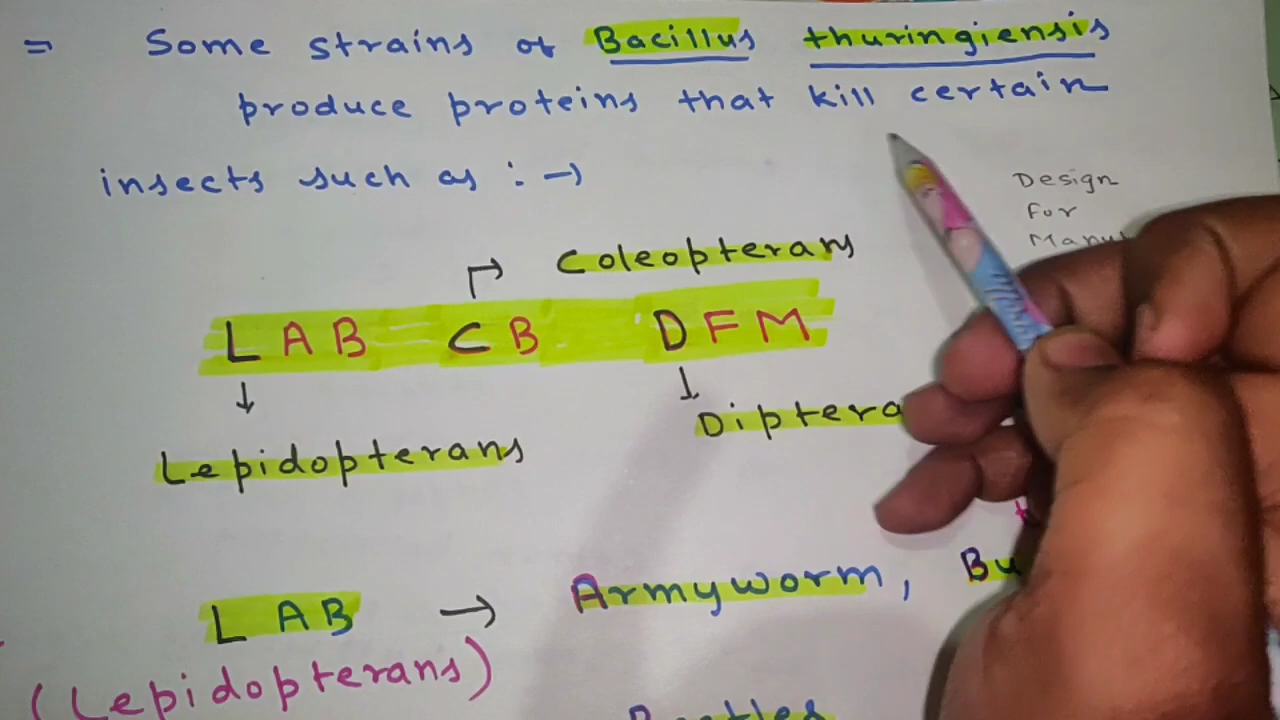 = Some strains of Bacillus thuringiensis
produce proteins that kill certain
insects such as : →
Design
For
Coleopterans
LAB CB DFM
Lepidopterans
LAB → Armyworm,
(Lepidopterans)